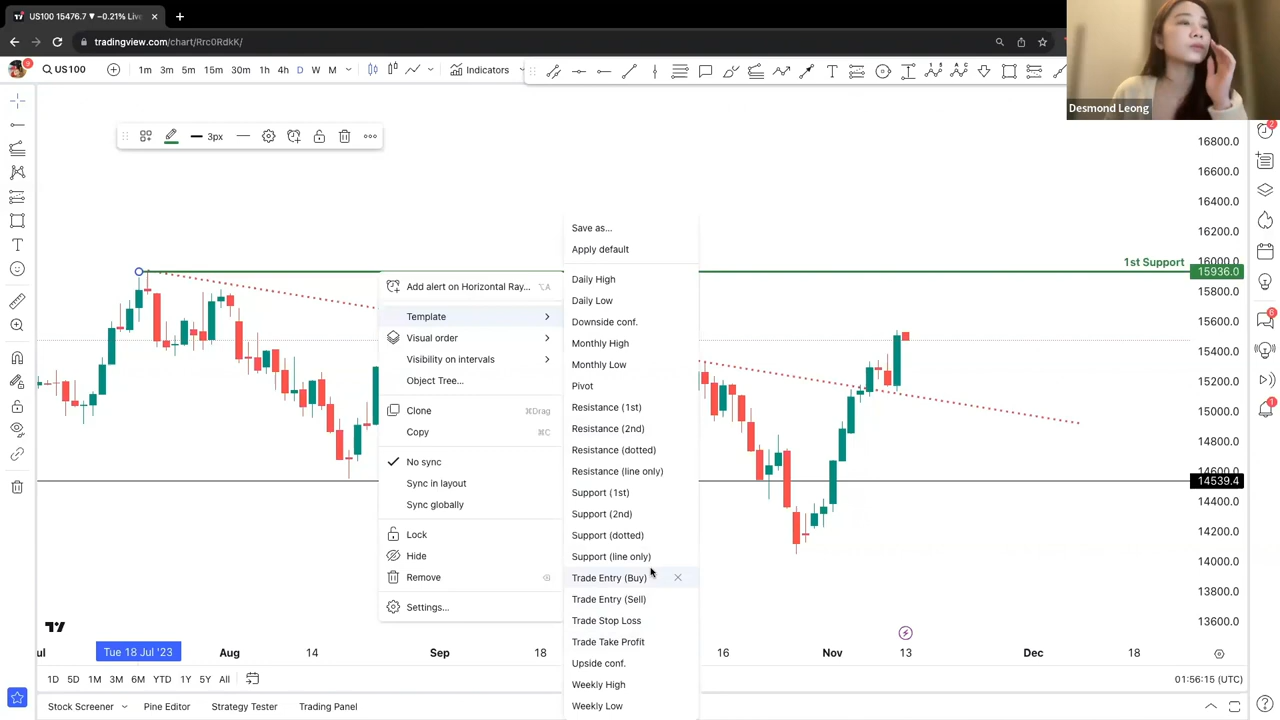 US100 15476.7 ▼ −0.21% Live
tradingview.com/chart/Rrc0RdkK/
Desmond Leong
9
US100
1m 3m 5m 15m 30m 1h 4h D W M
Indicators
3px
16800.0
16600.0
16400.0
16200.0
16000.0
1st Support
15936.0
15800.0
15600.0
15400.0
15200.0
15000.0
14800.0
14600.0
14539.4
14400.0
14200.0
14000.0
13800.0
13600.0
2
6
1
Add alert on Horizontal Ray... ⌥A
Template
Visual order
Visibility on intervals
Object Tree...
Clone ⌘Drag
Copy ⌘C
No sync
Sync in layout
Sync globally
Lock
Hide
Remove
Settings...
Save as...
Apply default
Daily High
Daily Low
Downside conf.
Monthly High
Monthly Low
Pivot
Resistance (1st)
Resistance (2nd)
Resistance (dotted)
Resistance (line only)
Support (1st)
Support (2nd)
Support (dotted)
Support (line only)
Trade Entry (Buy)
Trade Entry (Sell)
Trade Stop Loss
Trade Take Profit
Upside conf.
Weekly High
Weekly Low
Tue 18 Jul '23 Aug 14 Sep 18 16 Nov 13 Dec 18
1D 5D 1M 3M 6M YTD 1Y 5Y All
01:56:15 (UTC)
Stock Screener Pine Editor Strategy Tester Trading Panel